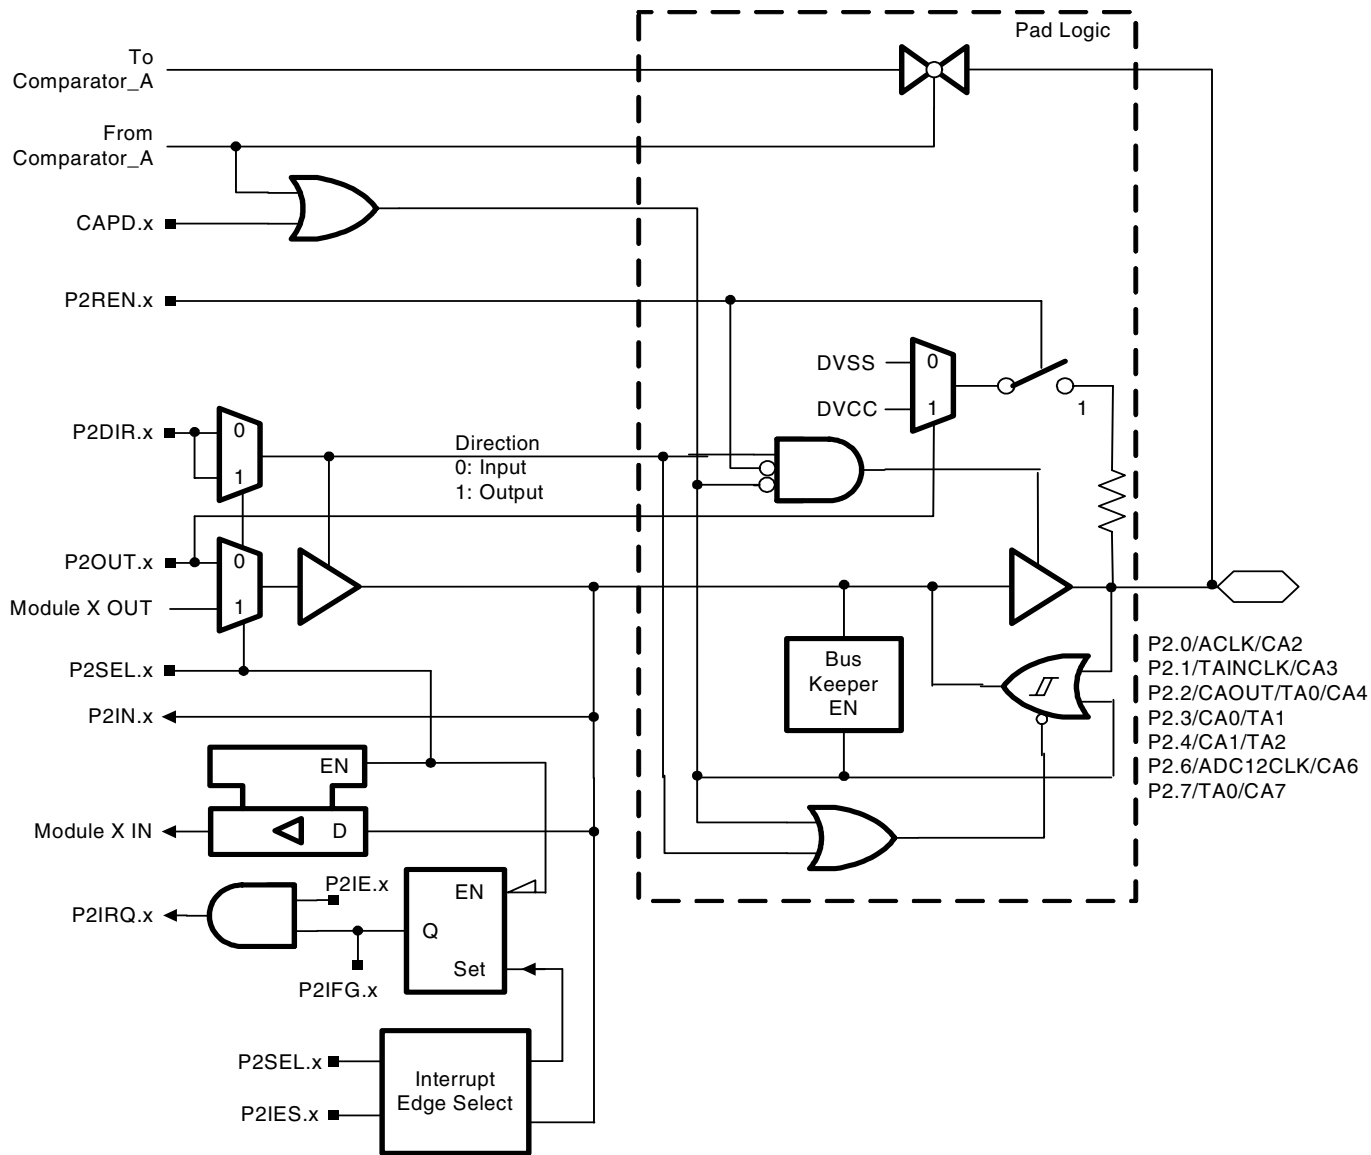 Pad Logic
To
Comparator_A
From
Comparator_A
CAPD.x
P2REN.x
DVSS
0
DVCC
1
1
P2DIR.x
0
1
Direction
0: Input
1: Output
P2OUT.x
0
Module X OUT
1
P2SEL.x
P2IN.x
Bus
Keeper
EN
P2.0/ACLK/CA2
P2.1/TAINCLK/CA3
P2.2/CAOUT/TA0/CA4
P2.3/CA0/TA1
P2.4/CA1/TA2
P2.6/ADC12CLK/CA6
P2.7/TA0/CA7
EN
Module X IN
D
P2IE.x
P2IRQ.x
EN
Q
Set
P2IFG.x
P2SEL.x
P2IES.x
Interrupt
Edge Select